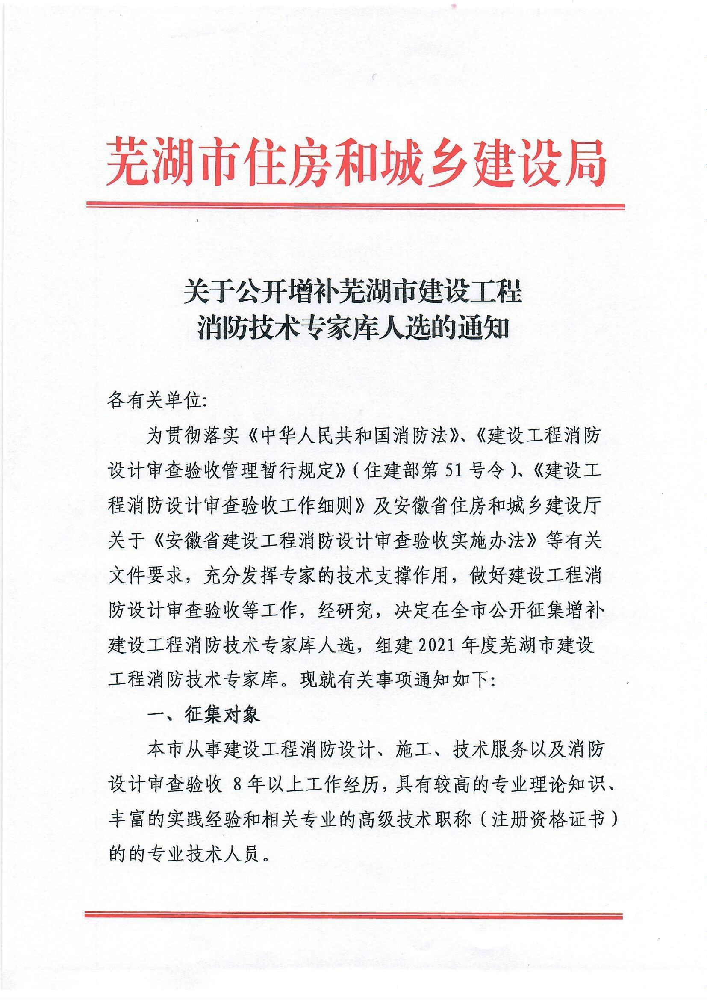 芜湖市住房和城乡建设局
关于公开增补芜湖市建设工程
消防技术专家库人选的通知
各有关单位:
为贯彻落实《中华人民共和国消防法》、《建设工程消防
设计审查验收管理暂行规定》(住建部第 51 号令)、《建设工
程消防设计审查验收工作细则》及安徽省住房和城乡建设厅
关于《安徽省建设工程消防设计审查验收实施办法》等有关
文件要求，充分发挥专家的技术支撑作用，做好建设工程消
防设计审查验收等工作，经研究，决定在全市公开征集增补
建设工程消防技术专家库人选，组建 2021 年度芜湖市建设
工程消防技术专家库。现就有关事项通知如下:
一、征集对象
本市从事建设工程消防设计、施工、技术服务以及消防
设计审查验收 8 年以上工作经历, 具有较高的专业理论知识、
丰富的实践经验和相关专业的高级技术职称(注册资格证书)
的的专业技术人员。